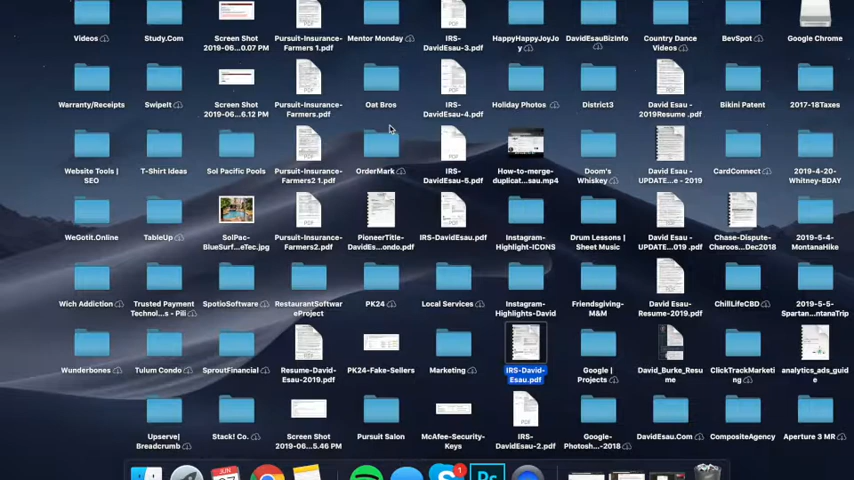 Videos
Study.Com
Screen Shot
2019-06...0.07 PM
Pursuit-Insurance-
Farmers 1.pdf
Mentor Monday
IRS-
DavidEsau-3.pdf
HappyHappyJoyJo
y
DavidEsauBizInfo
Country Dance
Videos
BevSpot
Google Chrome
Warranty/Receipts
SwipeIt
Screen Shot
2019-06...6.12 PM
Pursuit-Insurance-
Farmers.pdf
Oat Bros
IRS-
DavidEsau-4.pdf
Holiday Photos
District3
David Esau -
2019Resume .pdf
Bikini Patent
2017-18Taxes
Website Tools |
SEO
T-Shirt Ideas
Sol Pacific Pools
Pursuit-Insurance-
Farmers2 1.pdf
OrderMark
IRS-
DavidEsau-5.pdf
How-to-merge-
duplicat...sau.mp4
Doom's
Whiskey
David Esau -
UPDATE...e - 2019
CardConnect
2019-4-20-
Whitney-BDAY
WeGotit.Online
TableUp
SolPac-
BlueSurf...eTec.jpg
Pursuit-Insurance-
Farmers2.pdf
PioneerTitle-
DavidEs...ondo.pdf
IRS-DavidEsau.pdf
Instagram-
Highlight-ICONS
Drum Lessons |
Sheet Music
David Esau -
UPDATE...019 .pdf
Chase-Dispute-
Charoos...Dec2018
2019-5-4-
MontanaHike
Wich Addiction
Trusted Payment
Technol...s - Pili
SpotioSoftware
RestaurantSoftwar
eProject
PK24
Local Services
Instagram-
Highlights-David
Friendsgiving-
M&M
David Esau-
Resume-2019.pdf
ChillLifeCBD
2019-5-5-
Spartan...ntanaTrip
Wunderbones
Tulum Condo
SproutFinancial
Resume-David-
Esau-2019.pdf
PK24-Fake-Sellers
Marketing
IRS-David-
Esau.pdf
Google |
Projects
David_Burke_Resu
me
ClickTrackMarketi
ng
analytics_ads_guid
e
Upserve|
Breadcrumb
Stack! Co.
Screen Shot
2019-06...5.46 PM
Pursuit Salon
McAfee-Security-
Keys
IRS-
DavidEsau-2.pdf
Google-
Photosh...-2018
DavidEsau.Com
CompositeAgency
Aperture 3 MR
JUN
1
Ps